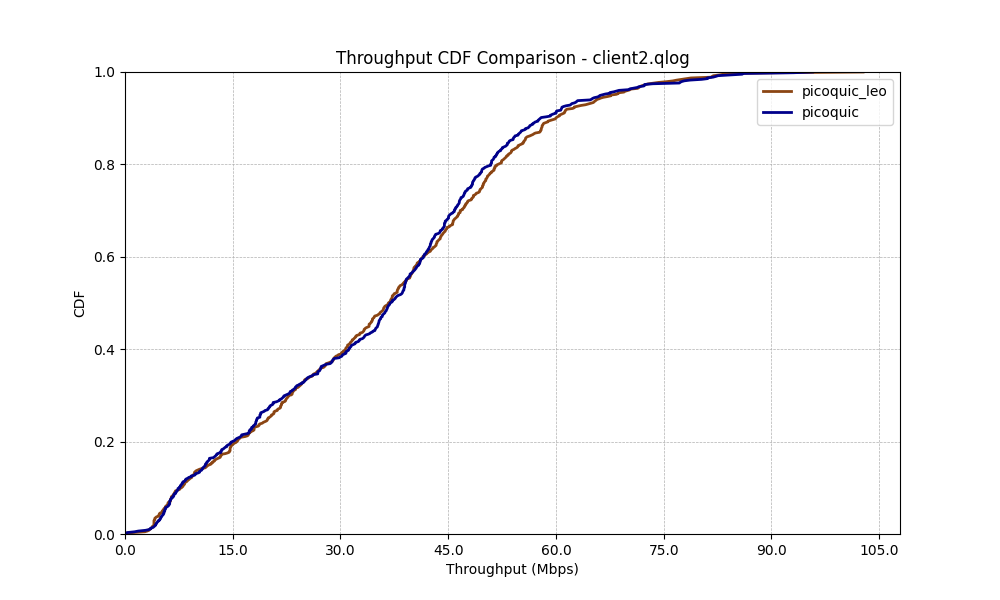 Throughput CDF Comparison - client2.qlog
picoquic_leo
picoquic
CDF
1.0
0.8
0.6
0.4
0.2
0.0
0.0 15.0 30.0 45.0 60.0 75.0 90.0 105.0
Throughput (Mbps)